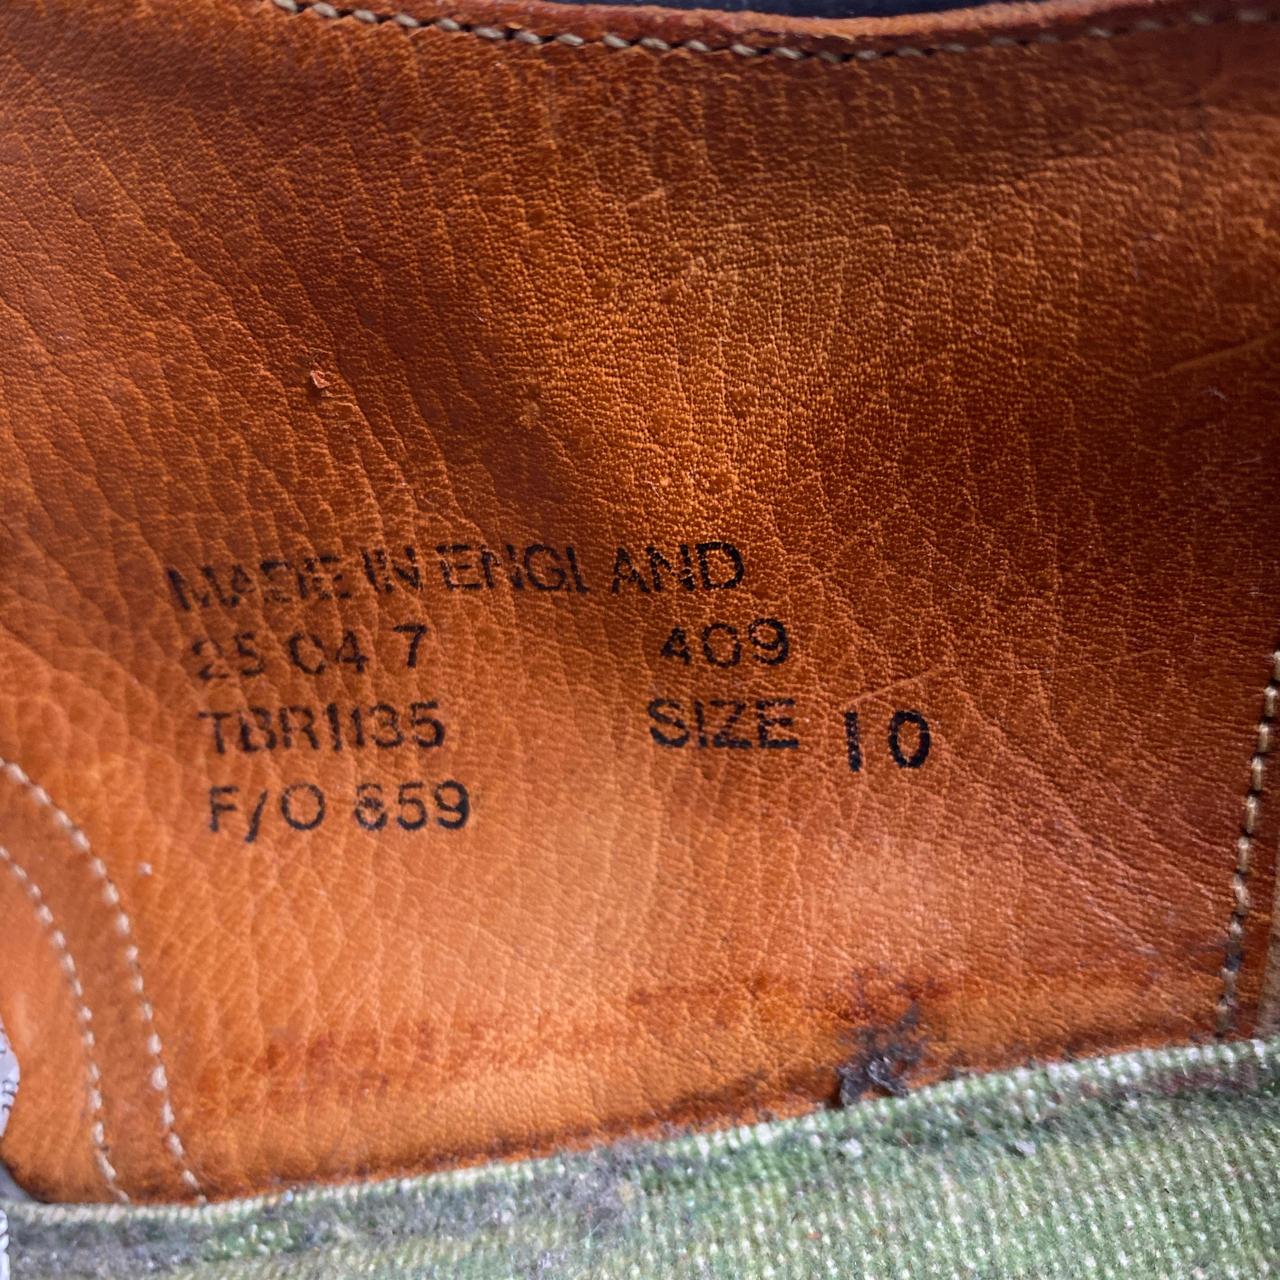 MADE IN ENGLAND
25 04 7 409
TBR1135 SIZE 10
F/O 659